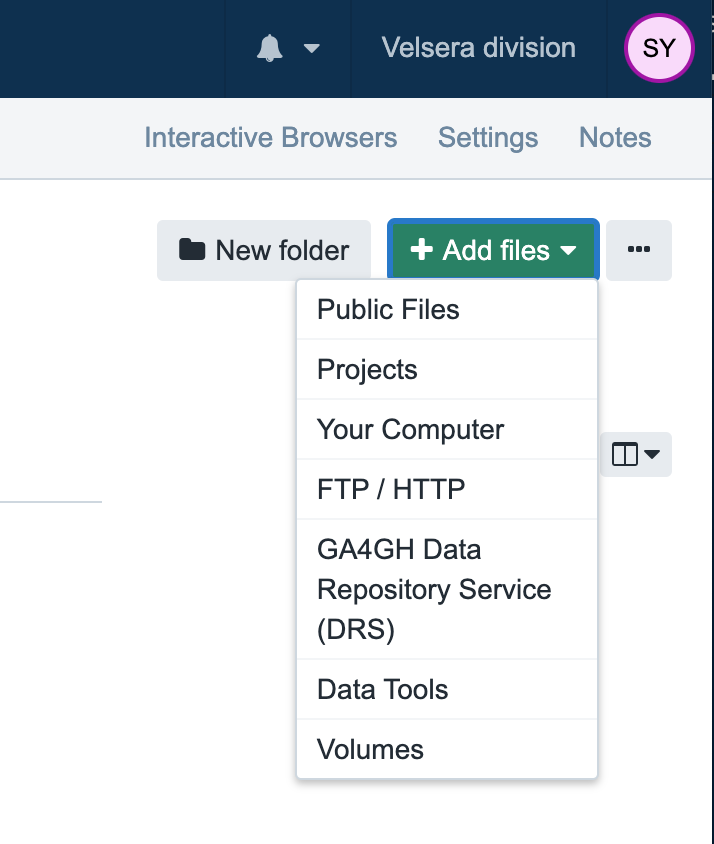 Velsera division
SY
Interactive Browsers Settings Notes
New folder
Add files
Public Files
Projects
Your Computer
FTP / HTTP
GA4GH Data
Repository Service
(DRS)
Data Tools
Volumes